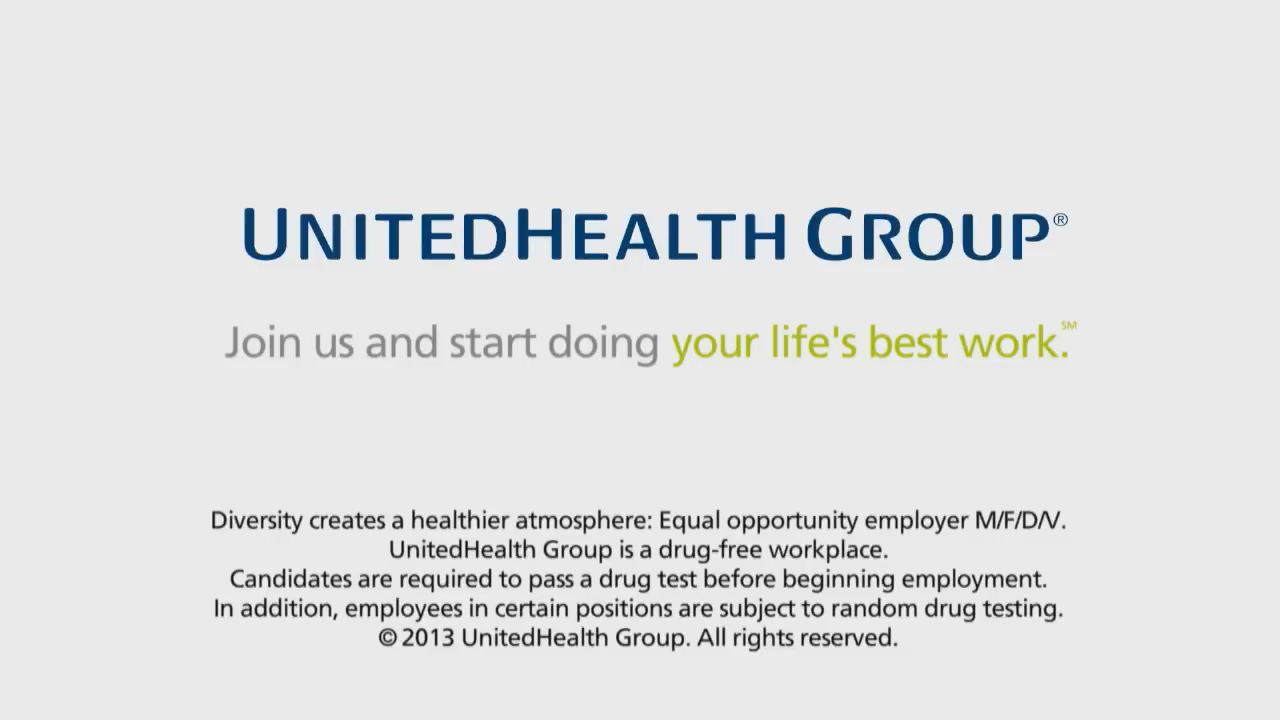 UNITEDHEALTH GROUP®
Join us and start doing your life's best work.℠
Diversity creates a healthier atmosphere: Equal opportunity employer M/F/D/V.
UnitedHealth Group is a drug-free workplace.
Candidates are required to pass a drug test before beginning employment.
In addition, employees in certain positions are subject to random drug testing.
© 2013 UnitedHealth Group. All rights reserved.